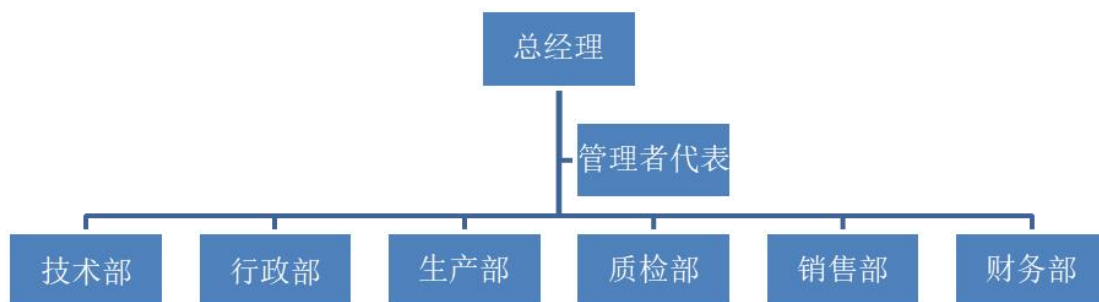 总经理
管理者代表
技术部
行政部
生产部
质检部
销售部
财务部